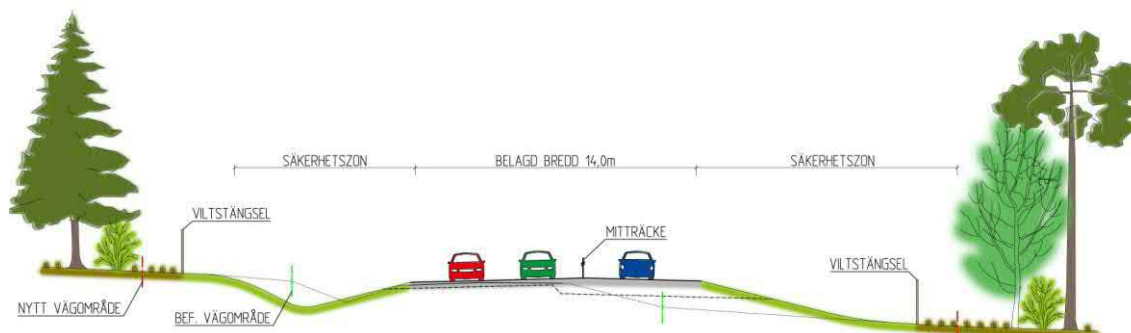 SÄKERHETSZON
BELAGD BREDD 14,0m
SÄKERHETSZON
VILTSTÄNGSEL
MITTRÄCKE
VILTSTÄNGSEL
NYTT VÄGOMRÅDE
BEF. VÄGOMRÅDE